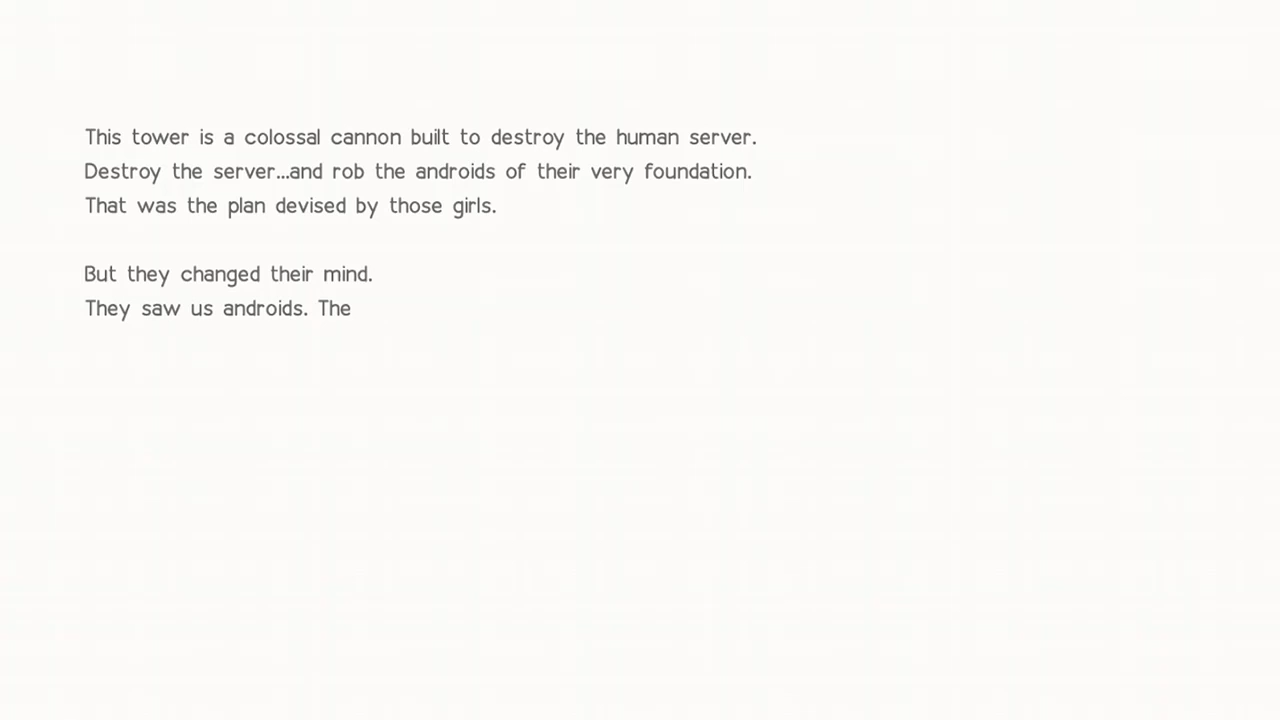 This tower is a colossal cannon built to destroy the human server.
Destroy the server...and rob the androids of their very foundation.
That was the plan devised by those girls.
But they changed their mind.
They saw us androids. The